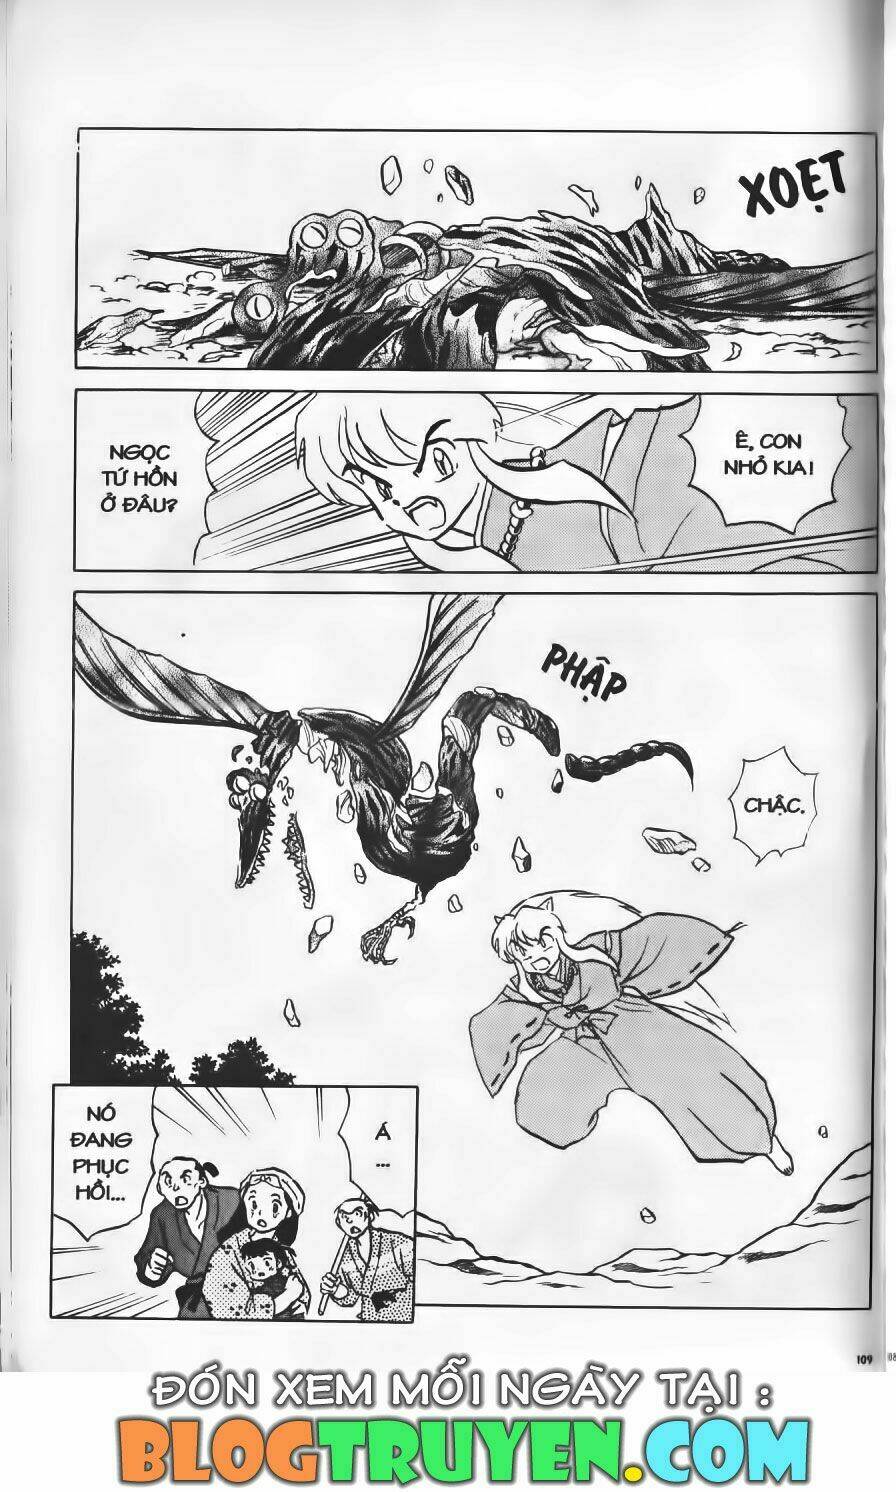 XOẸT
Ê, CON
NHỎ KIA!
NGỌC
TỨ HỒN
Ở ĐÂU?
PHẬP
CHẬC.
Á
...
NÓ
ĐANG
PHỤC
HỒI...
109
ĐÓN XEM MỖI NGÀY TẠI :
BLOGTRUYEN.COM